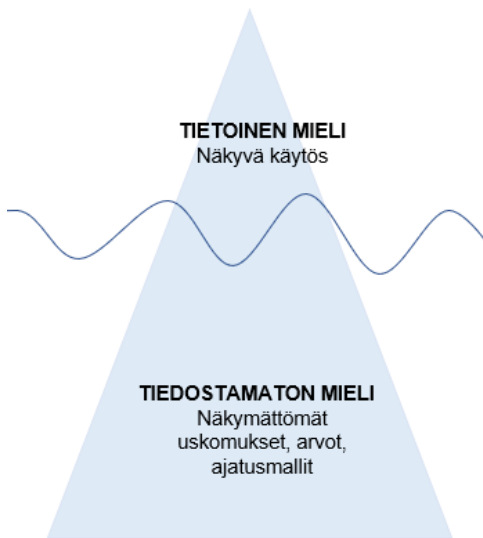 TIETOINEN MIELI
Näkyvä käytös
TIEDOSTAMATON MIELI
Näkymättömät
uskomukset, arvot,
ajatusmallit